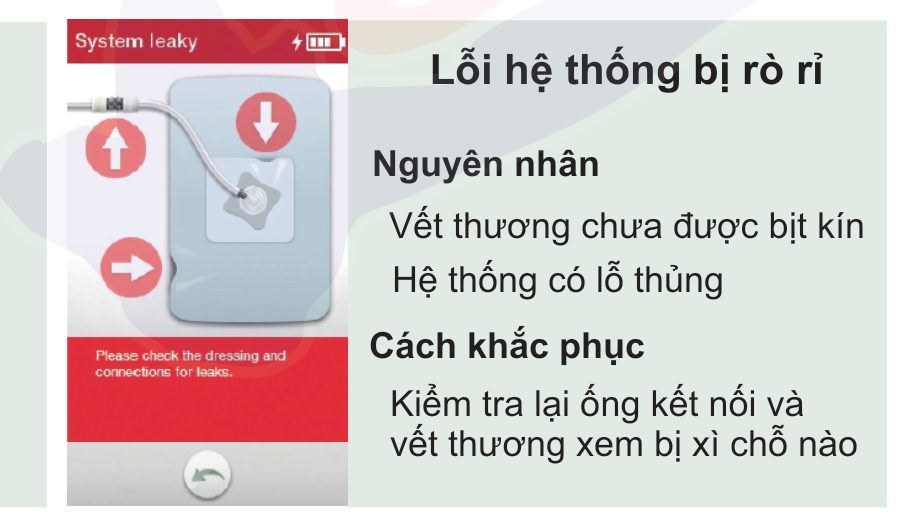 System leaky
Please check the dressing and
connections for leaks.
Lỗi hệ thống bị rò rỉ
Nguyên nhân
Vết thương chưa được bịt kín
Hệ thống có lỗ thủng
Cách khắc phục
Kiểm tra lại ống kết nối và
vết thương xem bị xì chỗ nào